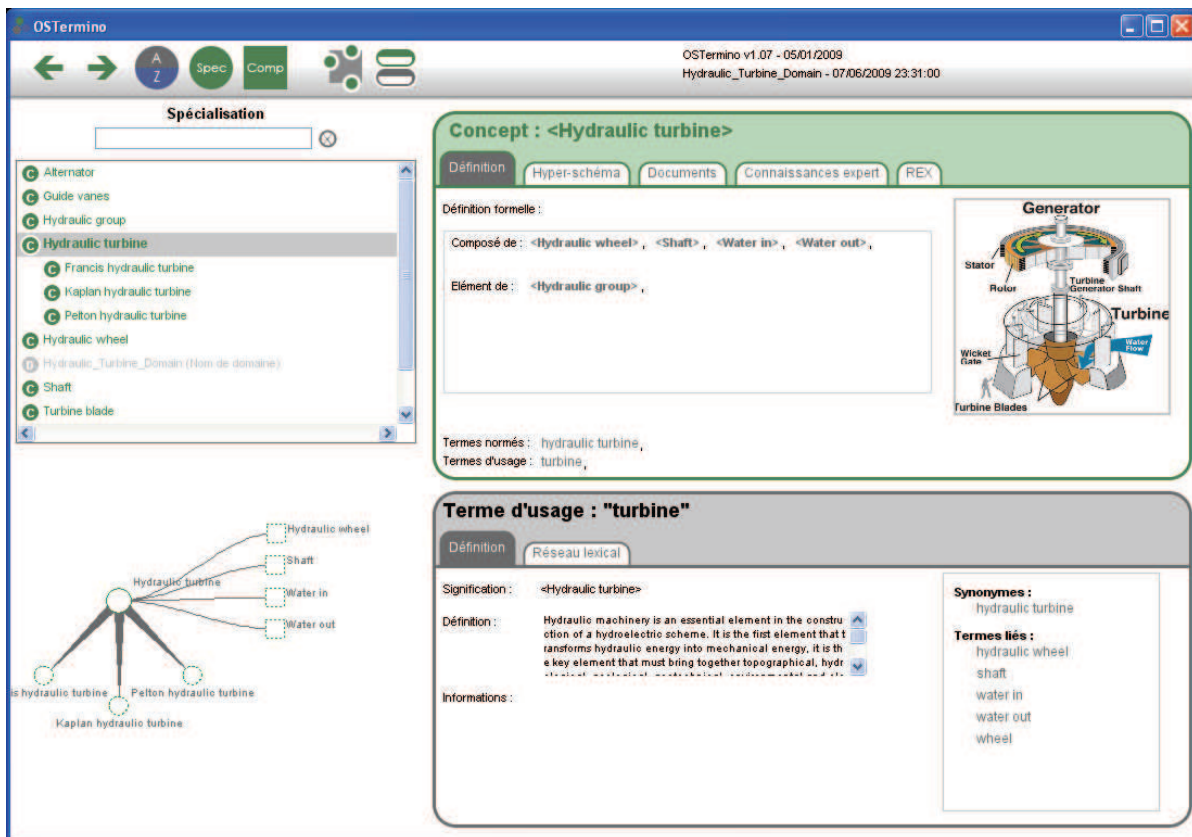 OSTermino
A
Z
Spec
Comp
OSTermino v1.07 - 05/01/2009
Hydraulic_Turbine_Domain - 07/06/2009 23:31:00
Spécialisation
C Alternator
C Guide vanes
C Hydraulic group
C Hydraulic turbine
C Francis hydraulic turbine
C Kaplan hydraulic turbine
C Pelton hydraulic turbine
C Hydraulic wheel
D Hydraulic_Turbine_Domain (Nom de domaine)
C Shaft
C Turbine blade
Hydraulic wheel
Shaft
Hydraulic turbine
Water in
Water out
is hydraulic turbine
Pelton hydraulic turbine
Kaplan hydraulic turbine
Concept : <Hydraulic turbine>
Définition
Hyper-schéma
Documents
Connaissances expert
REX
Définition formelle :
Composé de : <Hydraulic wheel> , <Shaft> , <Water in> , <Water out> ,
Elément de : <Hydraulic group> ,
Generator
Stator
Rotor
Turbine
Generator Shaft
Turbine
Water
Flow
Wicket
Gate
Turbine Blades
Termes normés : hydraulic turbine,
Termes d'usage : turbine,
Terme d'usage : "turbine"
Définition
Réseau lexical
Signification : <Hydraulic turbine>
Définition : Hydraulic machinery is an essential element in the constru
ction of a hydroelectric scheme. It is the first element that t
ransforms hydraulic energy into mechanical energy, it is th
e key element that must bring together topographical, hydr
Informations :
Synonymes :
hydraulic turbine
Termes liés :
hydraulic wheel
shaft
water in
water out
wheel